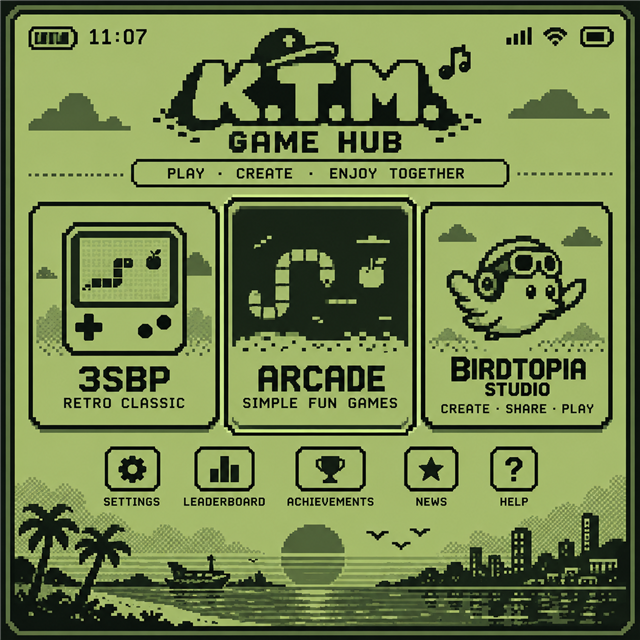 11:07
K.T.M.
GAME HUB
PLAY · CREATE · ENJOY TOGETHER
3SBP
RETRO CLASSIC
ARCADE
SIMPLE FUN GAMES
BIRDTOPIA
STUDIO
CREATE · SHARE · PLAY
SETTINGS
LEADERBOARD
ACHIEVEMENTS
NEWS
?
HELP